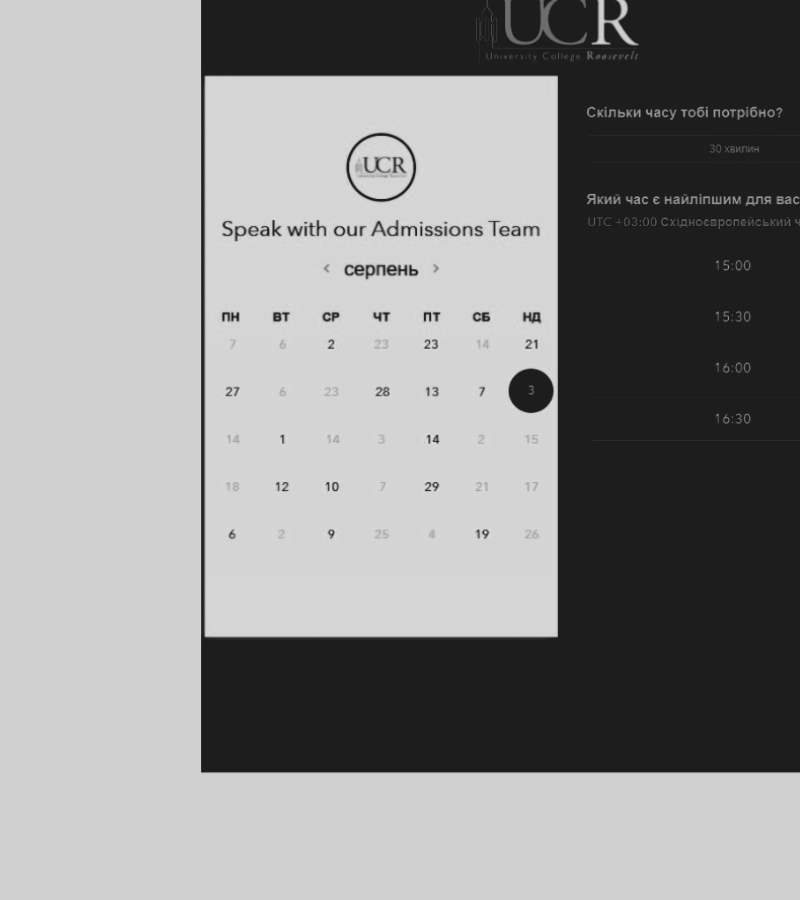 UCR
University College Roosevelt
UCR
Speak with our Admissions Team
< серпень >
ПН ВТ СР ЧТ ПТ СБ НД
7 6 2 23 23 14 21
27 6 23 28 13 7 3
14 1 14 3 14 2 15
18 12 10 7 29 21 17
6 2 9 25 4 19 26
Скільки часу тобі потрібно?
30 хвилин
Який час є найліпшим для вас
UTC +03:00 Східноєвропейський ч
15:00
15:30
16:00
16:30